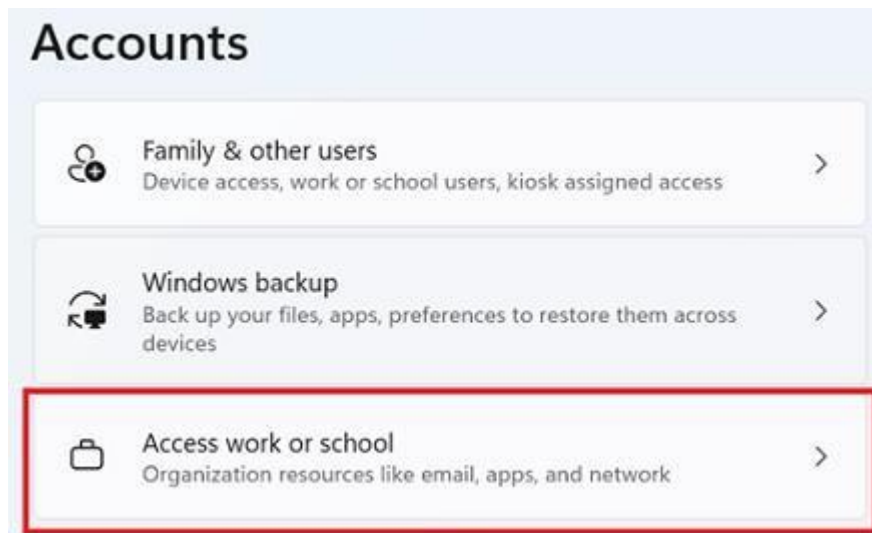 Accounts
Family & other users
Device access, work or school users, kiosk assigned access
Windows backup
Back up your files, apps, preferences to restore them across
devices
Access work or school
Organization resources like email, apps, and network